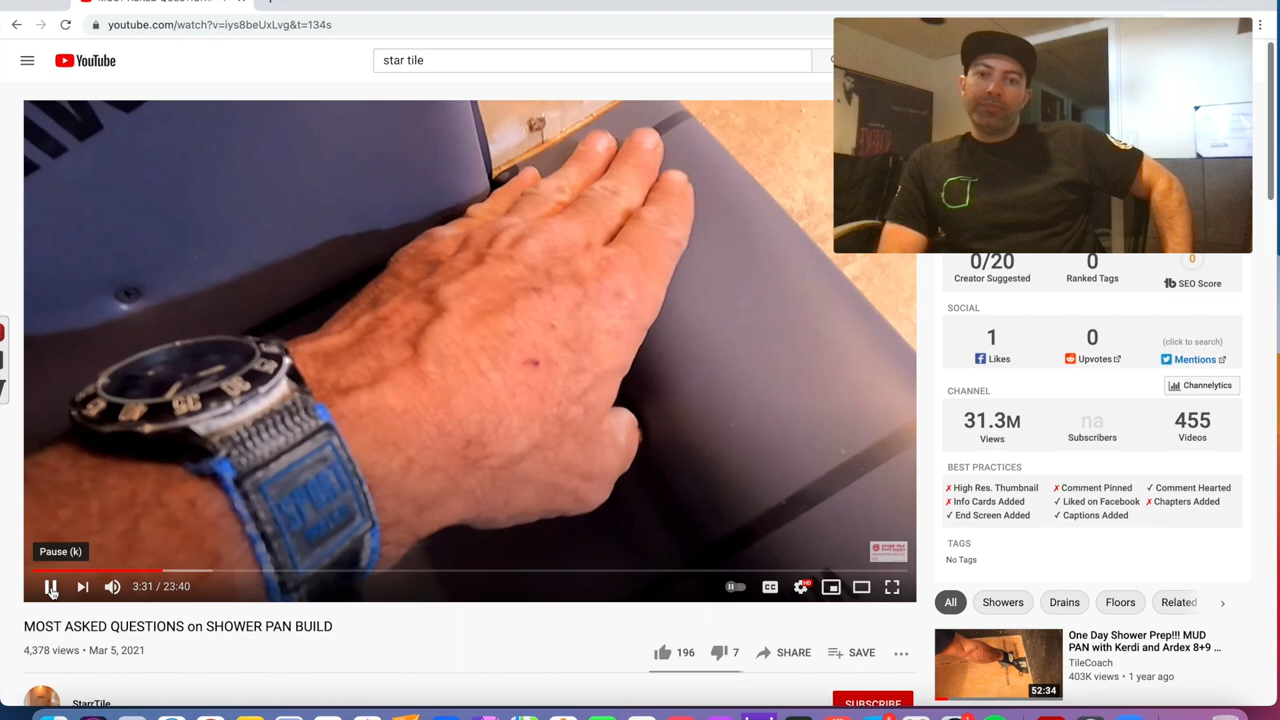 youtube.com/watch?v=iys8beUxLvg&t=134s
YouTube
star tile
0/20
Creator Suggested
0
Ranked Tags
0
SEO Score
SOCIAL
1
Likes
0
Upvotes
(click to search)
Mentions
CHANNEL
Channelytics
31.3M
Views
na
Subscribers
455
Videos
BEST PRACTICES
✗ High Res. Thumbnail
✗ Comment Pinned
✓ Comment Hearted
✗ Info Cards Added
✓ Liked on Facebook
✗ Chapters Added
✓ End Screen Added
✓ Captions Added
TAGS
No Tags
Pause (k)
3:31 / 23:40
CC
HD
All
Showers
Drains
Floors
Related
MOST ASKED QUESTIONS on SHOWER PAN BUILD
4,378 views • Mar 5, 2021
196
7
SHARE
SAVE
One Day Shower Prep!!! MUD
PAN with Kerdi and Ardex 8+9 ...
TileCoach
403K views • 1 year ago
52:34
StarrTile
SUBSCRIBE